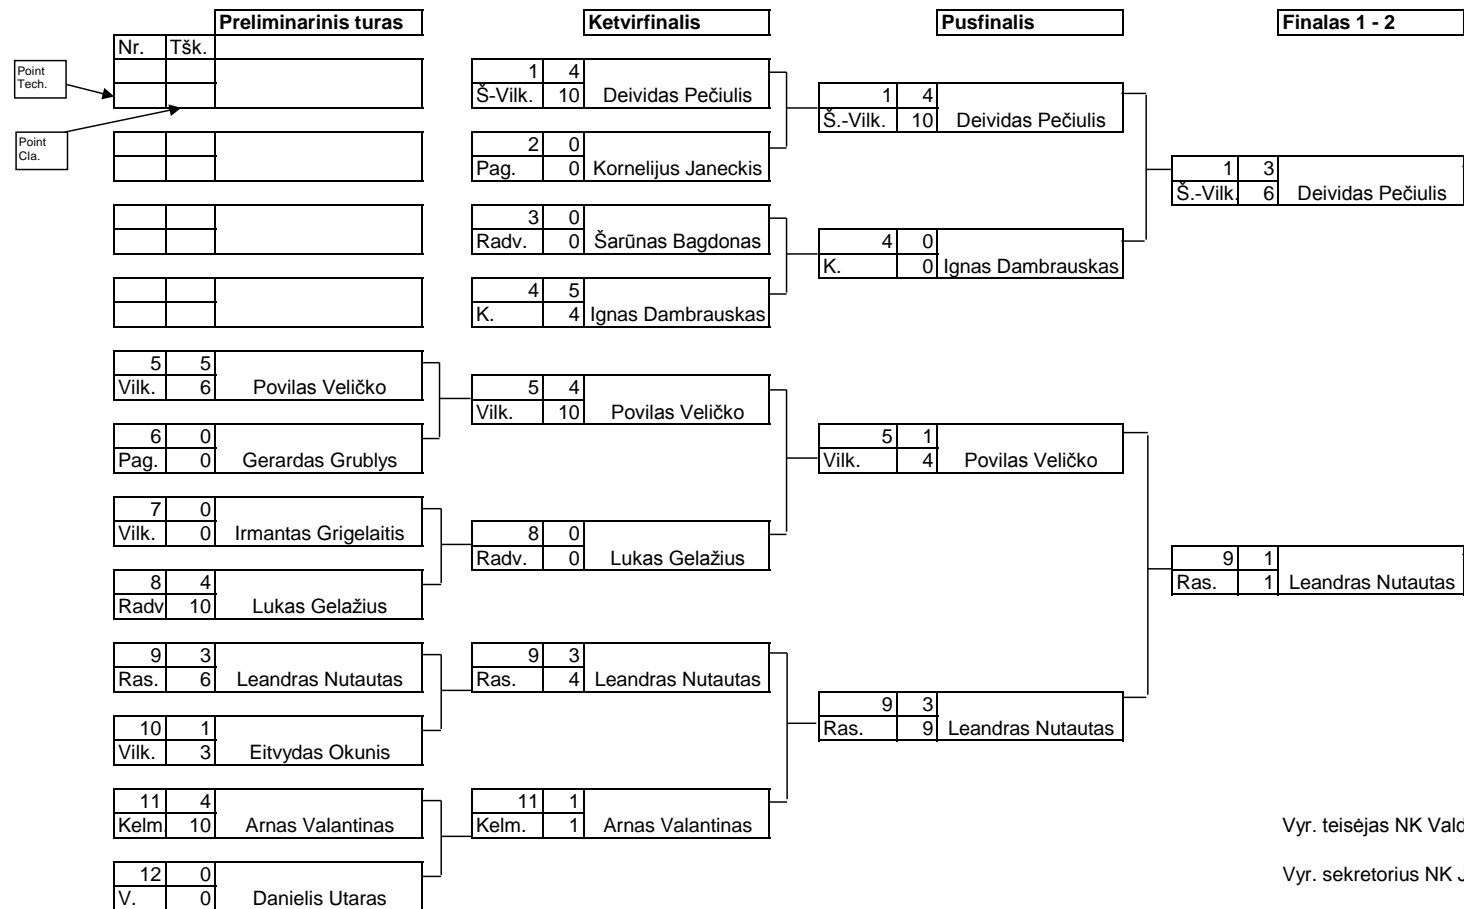 Preliminarinis turas Ketvirfinalis Pusfinalis Finalas 1 - 2
Nr. Tšk.
Point
Tech.
Point
Cla.
5 5
Vilk. 6 Povilas Veličko
6 0
Pag. 0 Gerardas Grublys
7 0
Vilk. 0 Irmantas Grigelaitis
8 4
Radv 10 Lukas Gelažius
9 3
Ras. 6 Leandras Nutautas
10 1
Vilk. 3 Eitvydas Okunis
11 4
Kelm. 10 Arnas Valantinas
12 0
V. 0 Danielis Utaras
1 4
Š-Vilk. 10 Deividas Pečiulis
2 0
Pag. 0 Kornelijus Janeckis
3 0
Radv. 0 Šarūnas Bagdonas
4 5
K. 4 Ignas Dambrauskas
5 4
Vilk. 10 Povilas Veličko
8 0
Radv. 0 Lukas Gelažius
9 3
Ras. 4 Leandras Nutautas
11 1
Kelm. 1 Arnas Valantinas
1 4
Š.-Vilk. 10 Deividas Pečiulis
4 0
K. 0 Ignas Dambrauskas
5 1
Vilk. 4 Povilas Veličko
9 3
Ras. 9 Leandras Nutautas
1 3
Š.-Vilk. 6 Deividas Pečiulis
9 1
Ras. 1 Leandras Nutautas
Vyr. teisėjas NK Vald
Vyr. sekretorius NK J